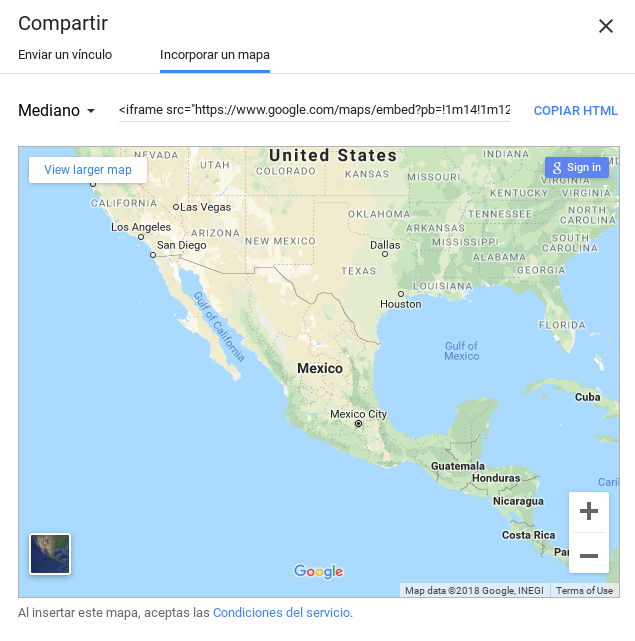 Compartir
Enviar un vínculo
Incorporar un mapa
Mediano
<iframe src="https://www.google.com/maps/embed?pb=!1m14!1m12
COPIAR HTML
View larger map
Sign in
NEVADA
UTAH
United States
COLORADO
KANSAS
MISSOURI
INDIANA
VIRGINIA
KENTUCKY
VIRGINIA
CALIFORNIA
Las Vegas
OKLAHOMA
TENNESSEE
NORTH
CAROLINA
Los Angeles
ARIZONA
NEW MEXICO
ARKANSAS
San Diego
Dallas
MISSISSIPPI
SOUTH
CAROLINA
ALABAMA
TEXAS
GEORGIA
LOUISIANA
Houston
Gulf of California
FLORIDA
Gulf of
Mexico
Mexico
Cuba
Mexico City
Guatemala
Honduras
Carib
Nicaragua
Costa Rica
Pan
Google
Map data ©2018 Google, INEGI
Terms of Use
Al insertar este mapa, aceptas las Condiciones del servicio.